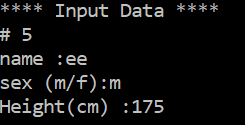 **** Input Data ****
# 5
name :ee
sex (m/f):m
Height(cm) :175